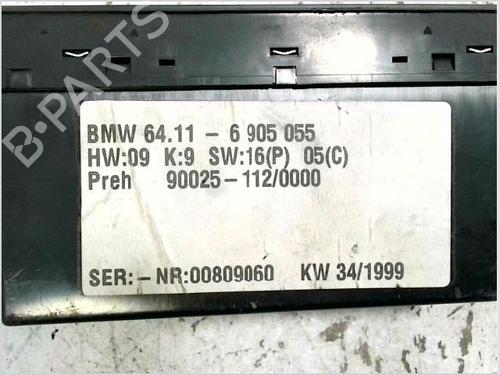 B-PARTS
BMW 64.11 - 6 905 055
HW:09 K:9 SW:16(P) 05(C)
Preh 90025-112/0000
SER:-NR:00809060 KW 34/1999